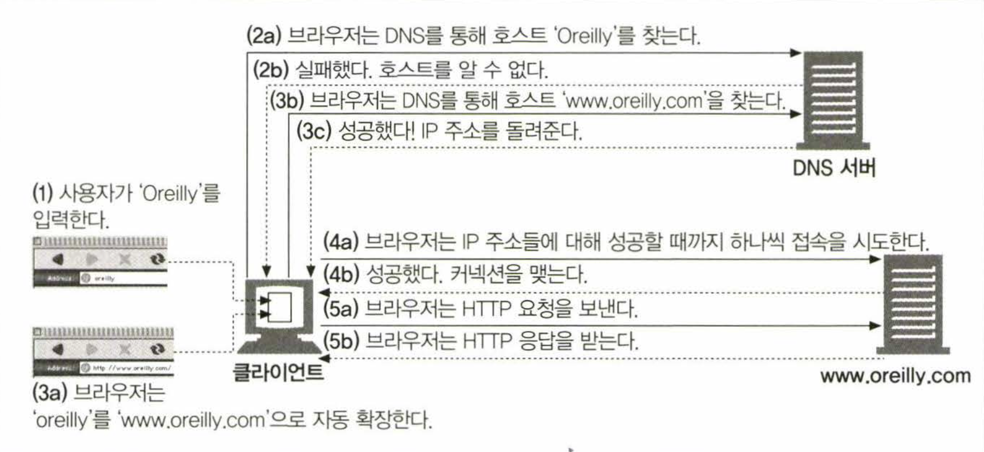 (2a) 브라우저는 DNS를 통해 호스트 'Oreilly'를 찾는다.
(2b) 실패했다. 호스트를 알 수 없다.
(3b) 브라우저는 DNS를 통해 호스트 'www.oreilly.com'을 찾는다.
(3c) 성공했다! IP 주소를 돌려준다.
DNS 서버
(1) 사용자가 'Oreilly'를
입력한다.
Address: oreilly
(4a) 브라우저는 IP 주소들에 대해 성공할 때까지 하나씩 접속을 시도한다.
(4b) 성공했다. 커넥션을 맺는다.
(5a) 브라우저는 HTTP 요청을 보낸다.
(5b) 브라우저는 HTTP 응답을 받는다.
Address: http://www.oreilly.com/
클라이언트
www.oreilly.com
(3a) 브라우저는
'oreilly'를 'www.oreilly.com'으로 자동 확장한다.